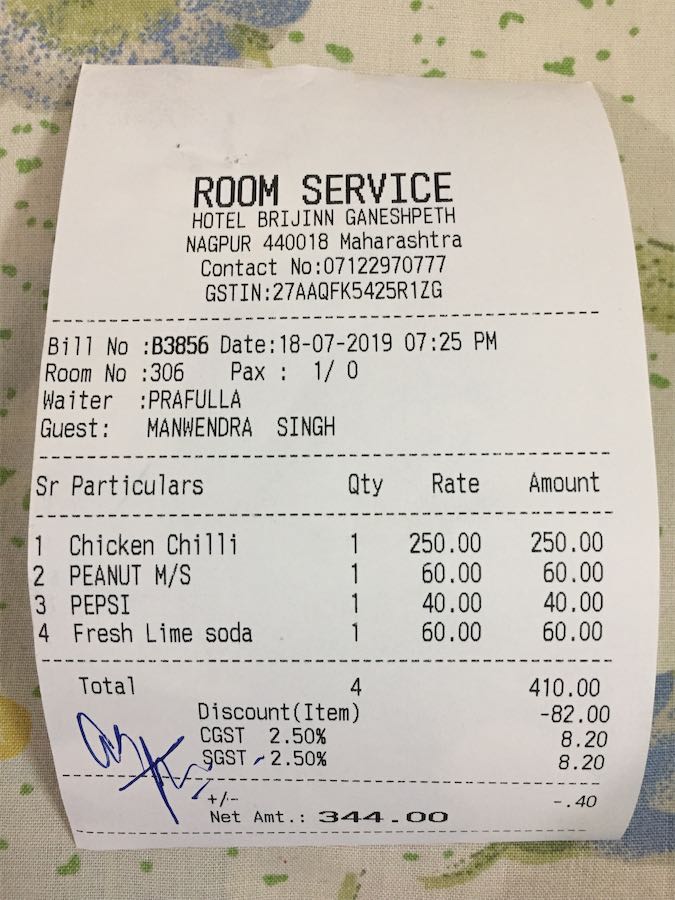 ROOM SERVICE
HOTEL BRIJINN GANESHPETH
NAGPUR 440018 Maharashtra
Contact No:07122970777
GSTIN:27AAQFK5425R1ZG
Bill No :B3856 Date:18-07-2019 07:25 PM
Room No :306 Pax : 1/ 0
Waiter :PRAFULLA
Guest: MANWENDRA SINGH
Sr Particulars Qty Rate Amount
1 Chicken Chilli 1 250.00 250.00
2 PEANUT M/S 1 60.00 60.00
3 PEPSI 1 40.00 40.00
4 Fresh Lime soda 1 60.00 60.00
Total 4 410.00
Discount(Item) -82.00
CGST 2.50% 8.20
SGST 2.50% 8.20
+/- -.40
Net Amt.: 344.00